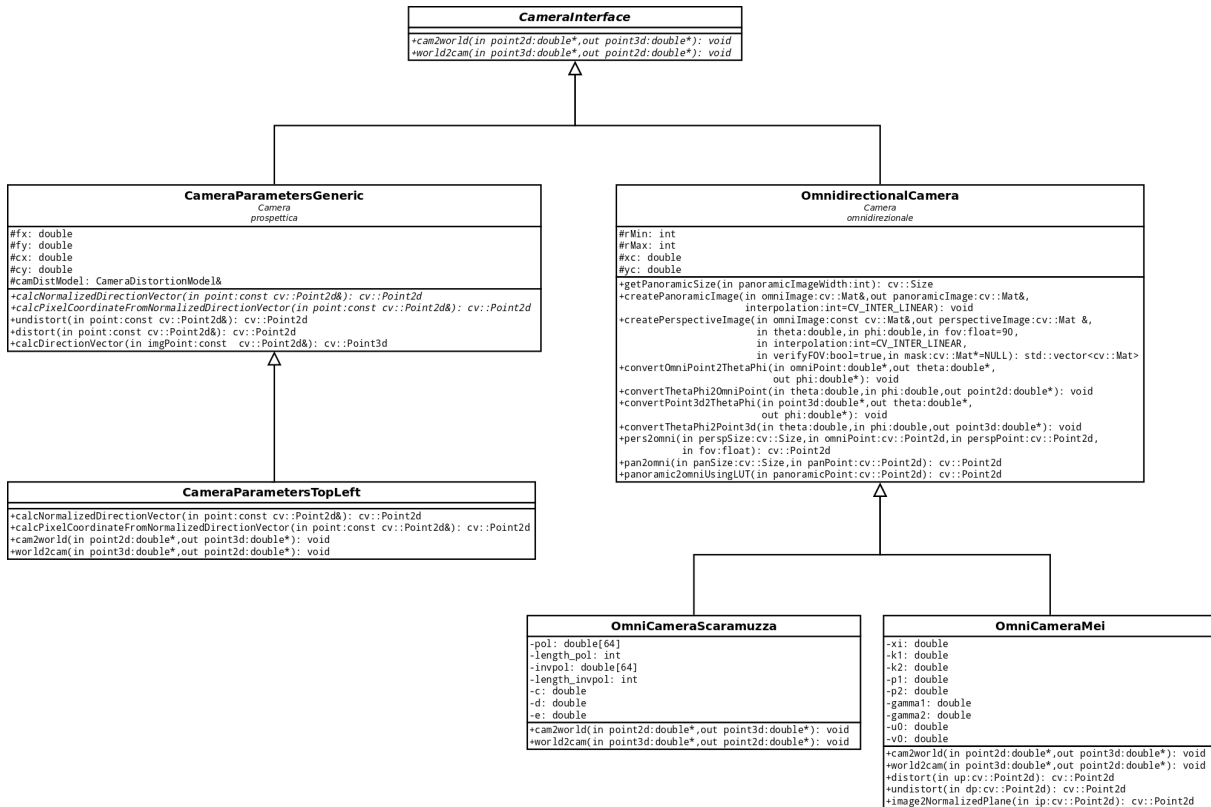 CameraInterface
+cam2world(in point2d:double*,out point3d:double*): void
+world2cam(in point3d:double*,out point2d:double*): void
CameraParametersGeneric
Camera
prospettica
#fx: double
#fy: double
#cx: double
#cy: double
#camDistModel: CameraDistortionModel&
+calcNormalizedDirectionVector(in point:const cv::Point2d&): cv::Point2d
+calcPixelCoordinateFromNormalizedDirectionVector(in point:const cv::Point2d&): cv::Point2d
+undistort(in point:const cv::Point2d&): cv::Point2d
+distort(in point:const cv::Point2d&): cv::Point2d
+calcDirectionVector(in imgPoint:const  cv::Point2d&): cv::Point3d
OmnidirectionalCamera
Camera
omnidirezionale
#rMin: int
#rMax: int
#xc: double
#yc: double
+getPanoramicSize(in panoramicImageWidth:int): cv::Size
+createPanoramicImage(in omniImage:cv::Mat&,out panoramicImage:cv::Mat&,
interpolation:int=CV_INTER_LINEAR): void
+createPerspectiveImage(in omniImage:const cv::Mat&,out perspectiveImage:cv::Mat &,
in theta:double,in phi:double,in fov:float=90,
in interpolation:int=CV_INTER_LINEAR,
in verifyFOV:bool=true,in mask:cv::Mat*=NULL): std::vector<cv::Mat>
+convertOmniPoint2ThetaPhi(in omniPoint:double*,out theta:double*,
out phi:double*): void
+convertThetaPhi2OmniPoint(in theta:double,in phi:double,out point2d:double*): void
+convertPoint3d2ThetaPhi(in point3d:double*,out theta:double*,
out phi:double*): void
+convertThetaPhi2Point3d(in theta:double,in phi:double,out point3d:double*): void
+pers2omni(in perspSize:cv::Size,in omniPoint:cv::Point2d,in perspPoint:cv::Point2d,
in fov:float): cv::Point2d
+pan2omni(in panSize:cv::Size,in panPoint:cv::Point2d): cv::Point2d
+panoramic2omniUsingLUT(in panoramicPoint:cv::Point2d): cv::Point2d
CameraParametersTopLeft
+calcNormalizedDirectionVector(in point:const cv::Point2d&): cv::Point2d
+calcPixelCoordinateFromNormalizedDirectionVector(in point:const cv::Point2d&): cv::Point2d
+cam2world(in point2d:double*,out point3d:double*): void
+world2cam(in point3d:double*,out point2d:double*): void
OmniCameraScaramuzza
-pol: double[64]
-length_pol: int
-invpol: double[64]
-length_invpol: int
-c: double
-d: double
-e: double
+cam2world(in point2d:double*,out point3d:double*): void
+world2cam(in point3d:double*,out point2d:double*): void
OmniCameraMei
-xi: double
-k1: double
-k2: double
-p1: double
-p2: double
-gamma1: double
-gamma2: double
-u0: double
-v0: double
+cam2world(in point2d:double*,out point3d:double*): void
+world2cam(in point3d:double*,out point2d:double*): void
+distort(in up:cv::Point2d): cv::Point2d
+undistort(in dp:cv::Point2d): cv::Point2d
+image2NormalizedPlane(in ip:cv::Point2d): cv::Point2d